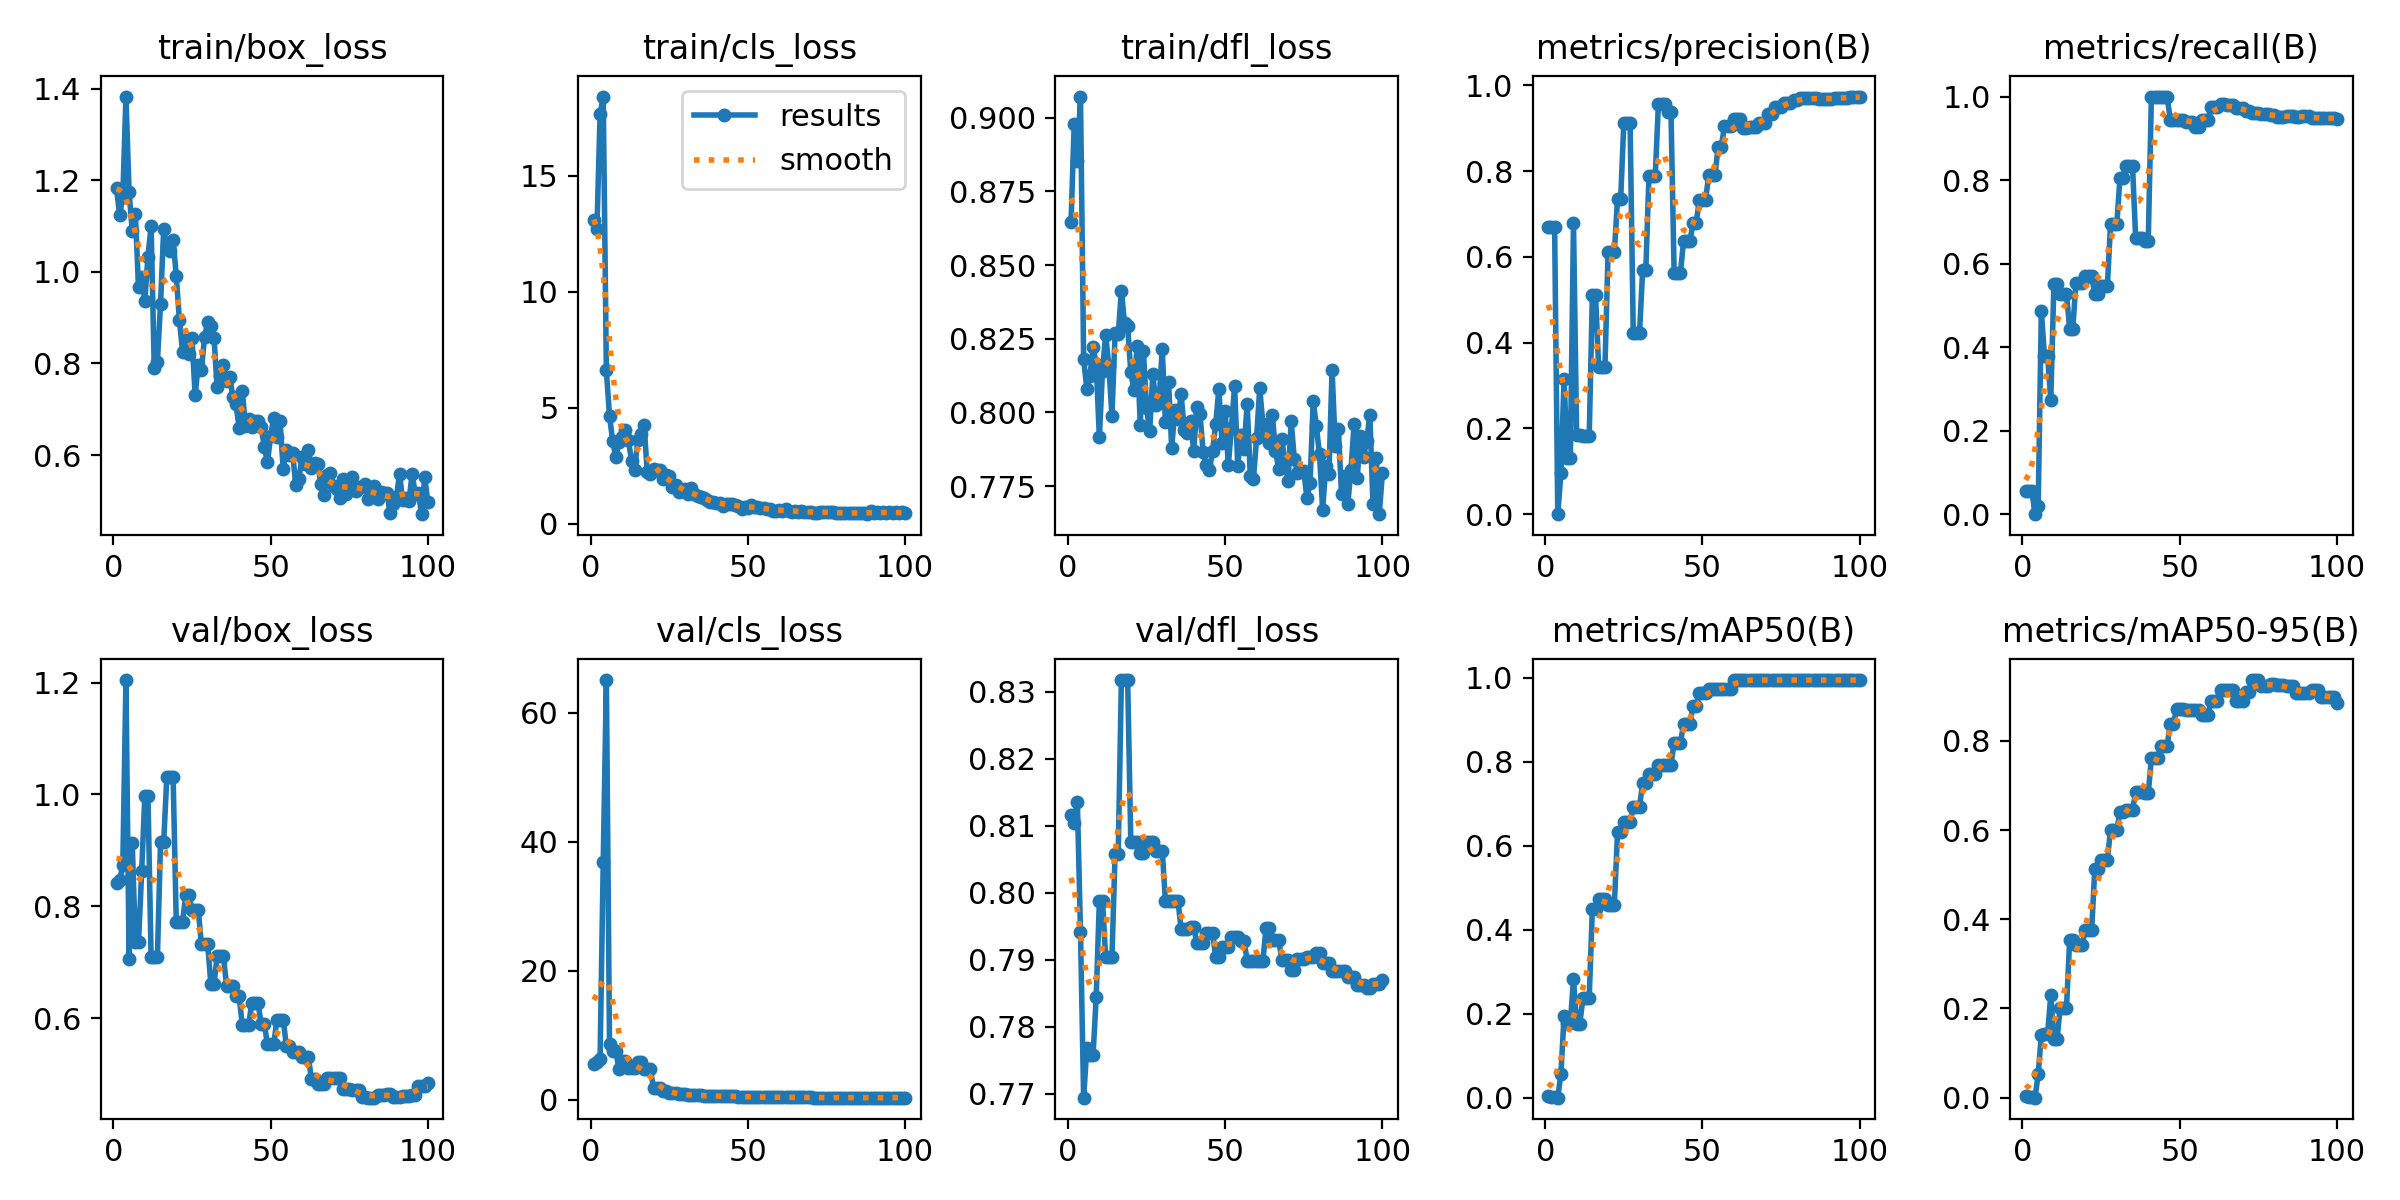 train/box_loss
1.4
1.2
1.0
0.8
0.6
0 50 100
train/cls_loss
results
smooth
15
10
5
0
0 50 100
train/dfl_loss
0.900
0.875
0.850
0.825
0.800
0.775
0 50 100
metrics/precision(B)
1.0
0.8
0.6
0.4
0.2
0.0
0 50 100
metrics/recall(B)
1.0
0.8
0.6
0.4
0.2
0.0
0 50 100
val/box_loss
1.2
1.0
0.8
0.6
0 50 100
val/cls_loss
60
40
20
0
0 50 100
val/dfl_loss
0.83
0.82
0.81
0.80
0.79
0.78
0.77
0 50 100
metrics/mAP50(B)
1.0
0.8
0.6
0.4
0.2
0.0
0 50 100
metrics/mAP50-95(B)
0.8
0.6
0.4
0.2
0.0
0 50 100